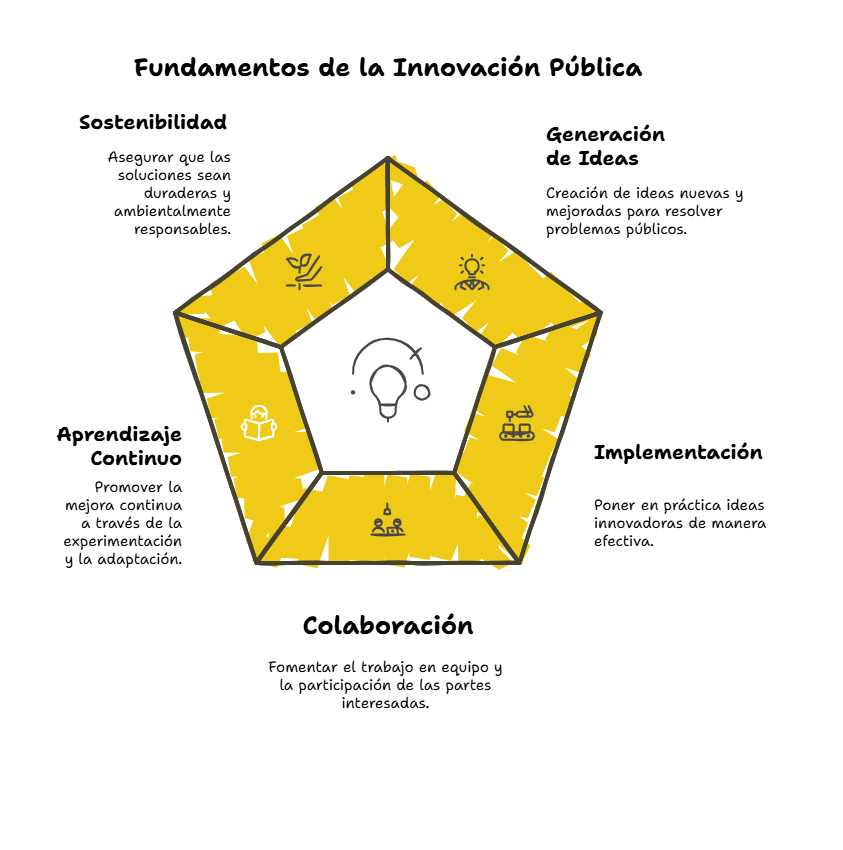 Fundamentos de la Innovación Pública
Sostenibilidad
Asegurar que las
soluciones sean
duraderas y
ambientalmente
responsables.
Generación
de Ideas
Creación de ideas nuevas y
mejoradas para resolver
problemas públicos.
Aprendizaje
Continuo
Promover la
mejora continua
a través de la
experimentación
y la adaptación.
Implementación
Poner en práctica ideas
innovadoras de manera
efectiva.
Colaboración
Fomentar el trabajo en equipo y
la participación de las partes
interesadas.